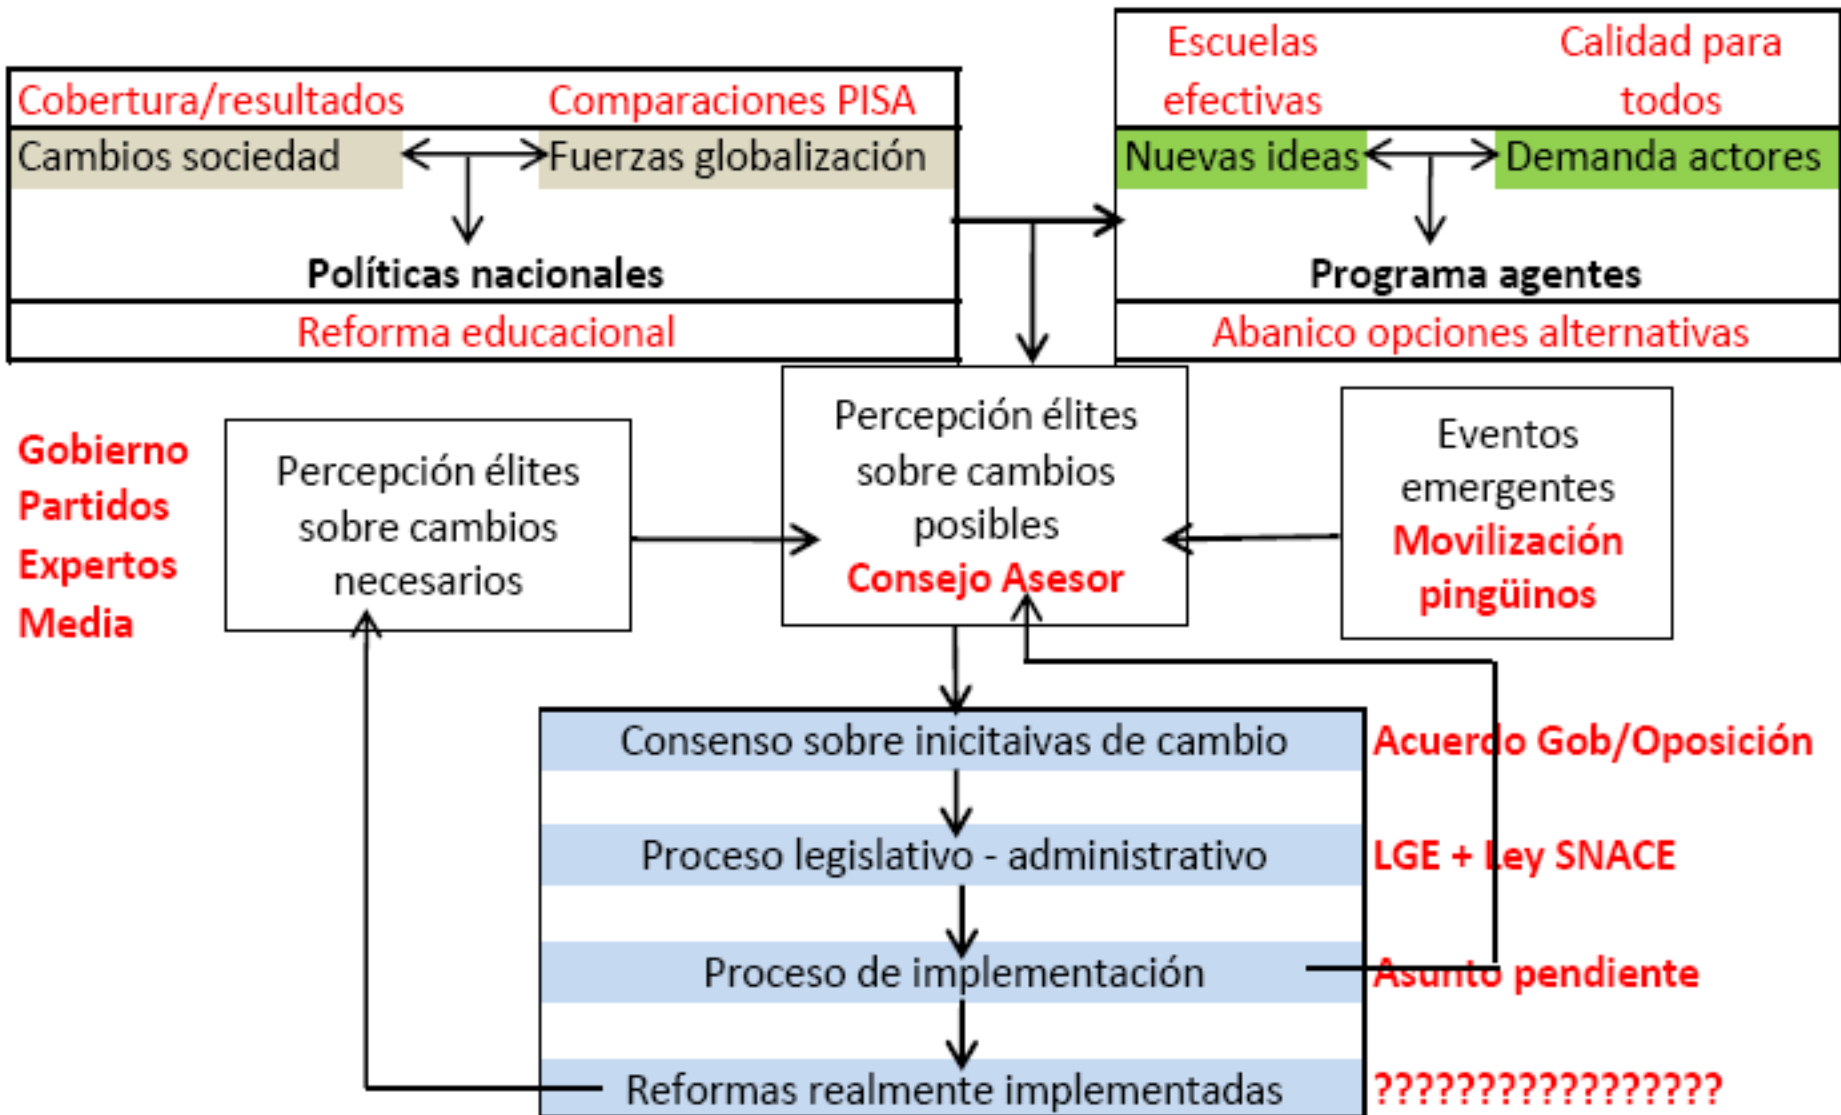 Cobertura/resultados
Comparaciones PISA
Cambios sociedad
Fuerzas globalización
Políticas nacionales
Reforma educacional
Escuelas
efectivas
Calidad para
todos
Nuevas ideas
Demanda actores
Programa agentes
Abanico opciones alternativas
Gobierno
Partidos
Expertos
Media
Percepción élites
sobre cambios
necesarios
Percepción élites
sobre cambios
posibles
Consejo Asesor
Eventos
emergentes
Movilización
pingüinos
Consenso sobre inicitaivas de cambio
Acuerdo Gob/Oposición
Proceso legislativo - administrativo
LGE + Ley SNACE
Proceso de implementación
Asunto pendiente
Reformas realmente implementadas
?????????????????